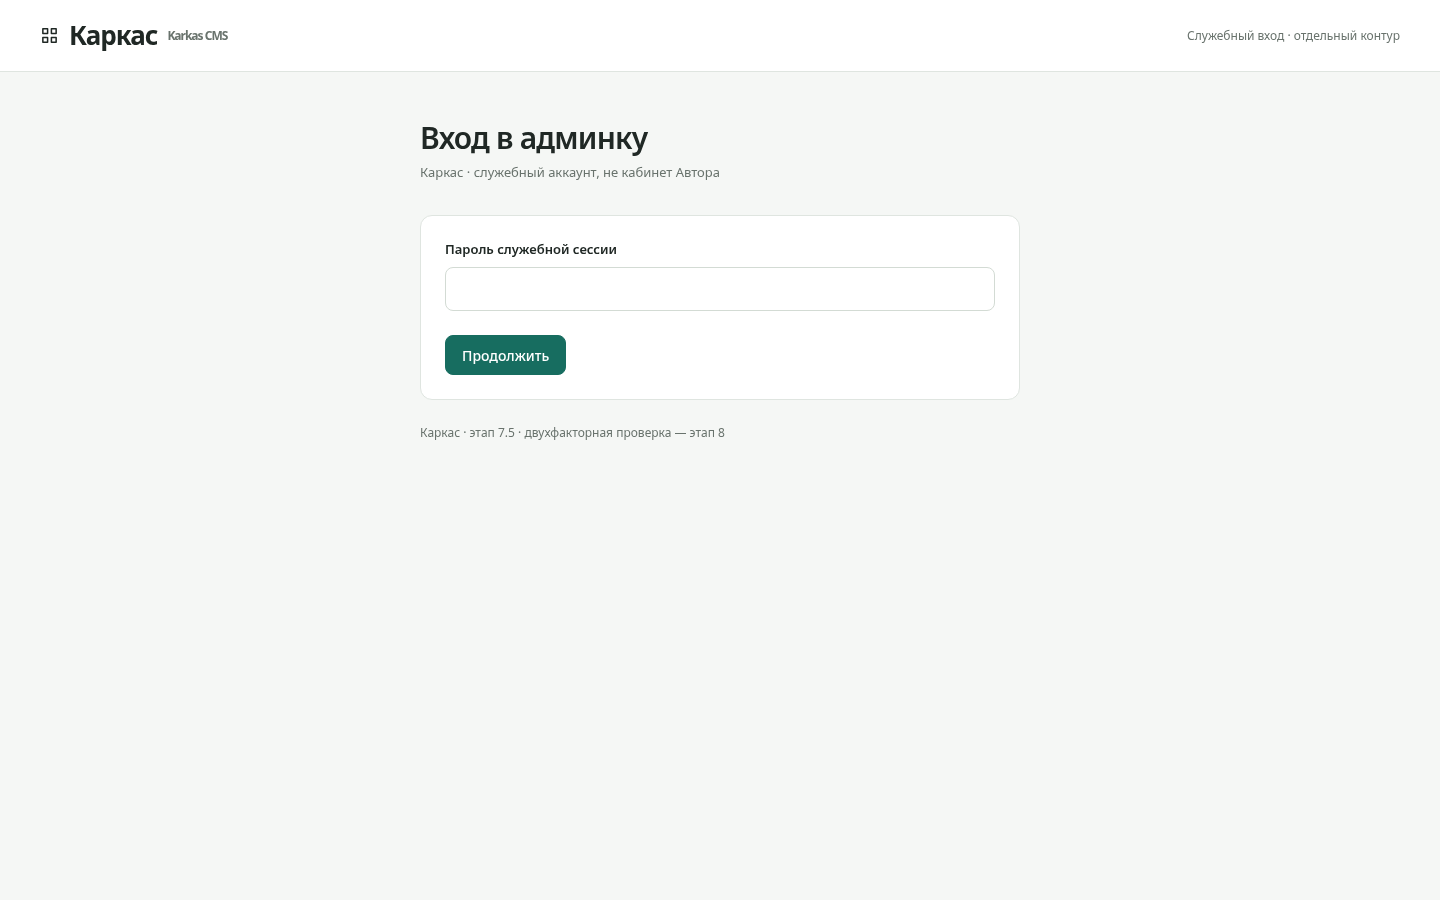 Каркас Karkas CMS
Служебный вход · отдельный контур
Вход в админку
Каркас · служебный аккаунт, не кабинет Автора
Пароль служебной сессии
Продолжить
Каркас · этап 7.5 · двухфакторная проверка — этап 8